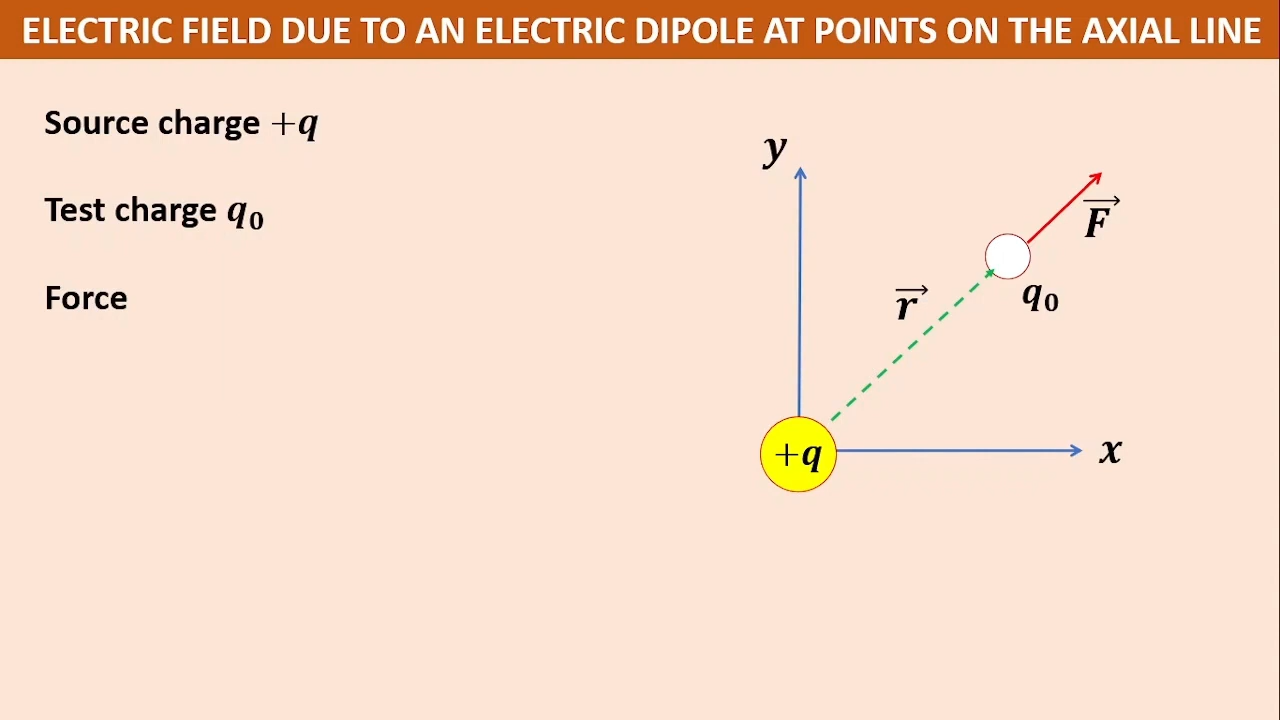 ELECTRIC FIELD DUE TO AN ELECTRIC DIPOLE AT POINTS ON THE AXIAL LINE
Source charge +q
Test charge q₀
Force
y
F⃗
r⃗
q₀
+q
x